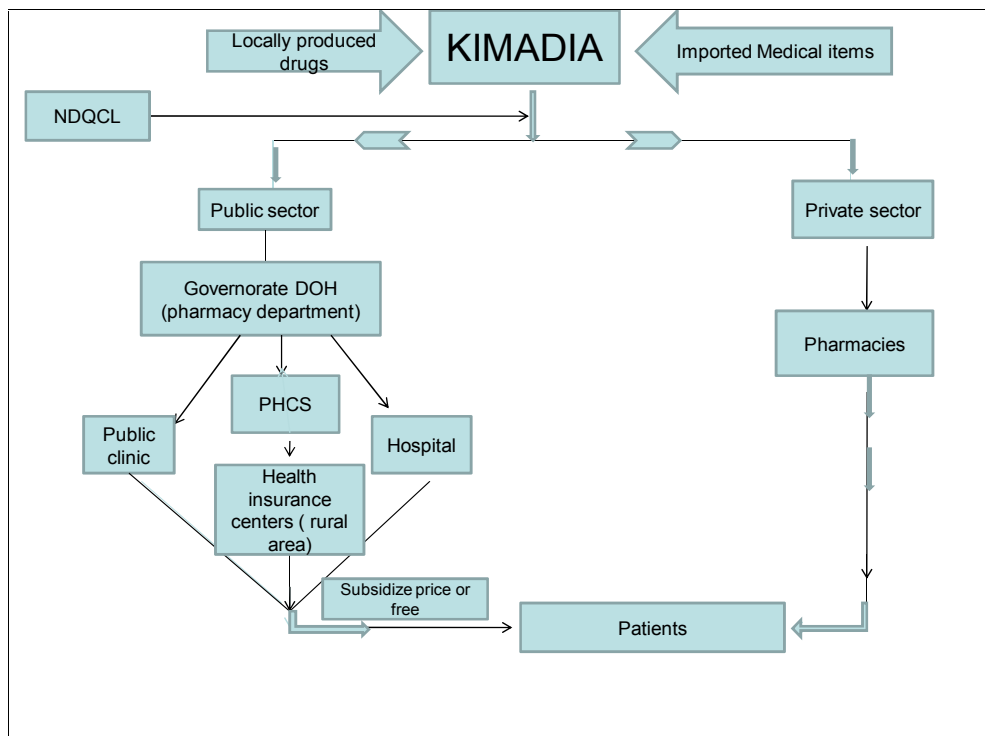 Locally produced
drugs
KIMADIA
Imported Medical items
NDQCL
Public sector
Private sector
Governorate DOH
(pharmacy department)
Pharmacies
PHCS
Public
clinic
Hospital
Health
insurance
centers ( rural
area)
Subsidize price or
free
Patients